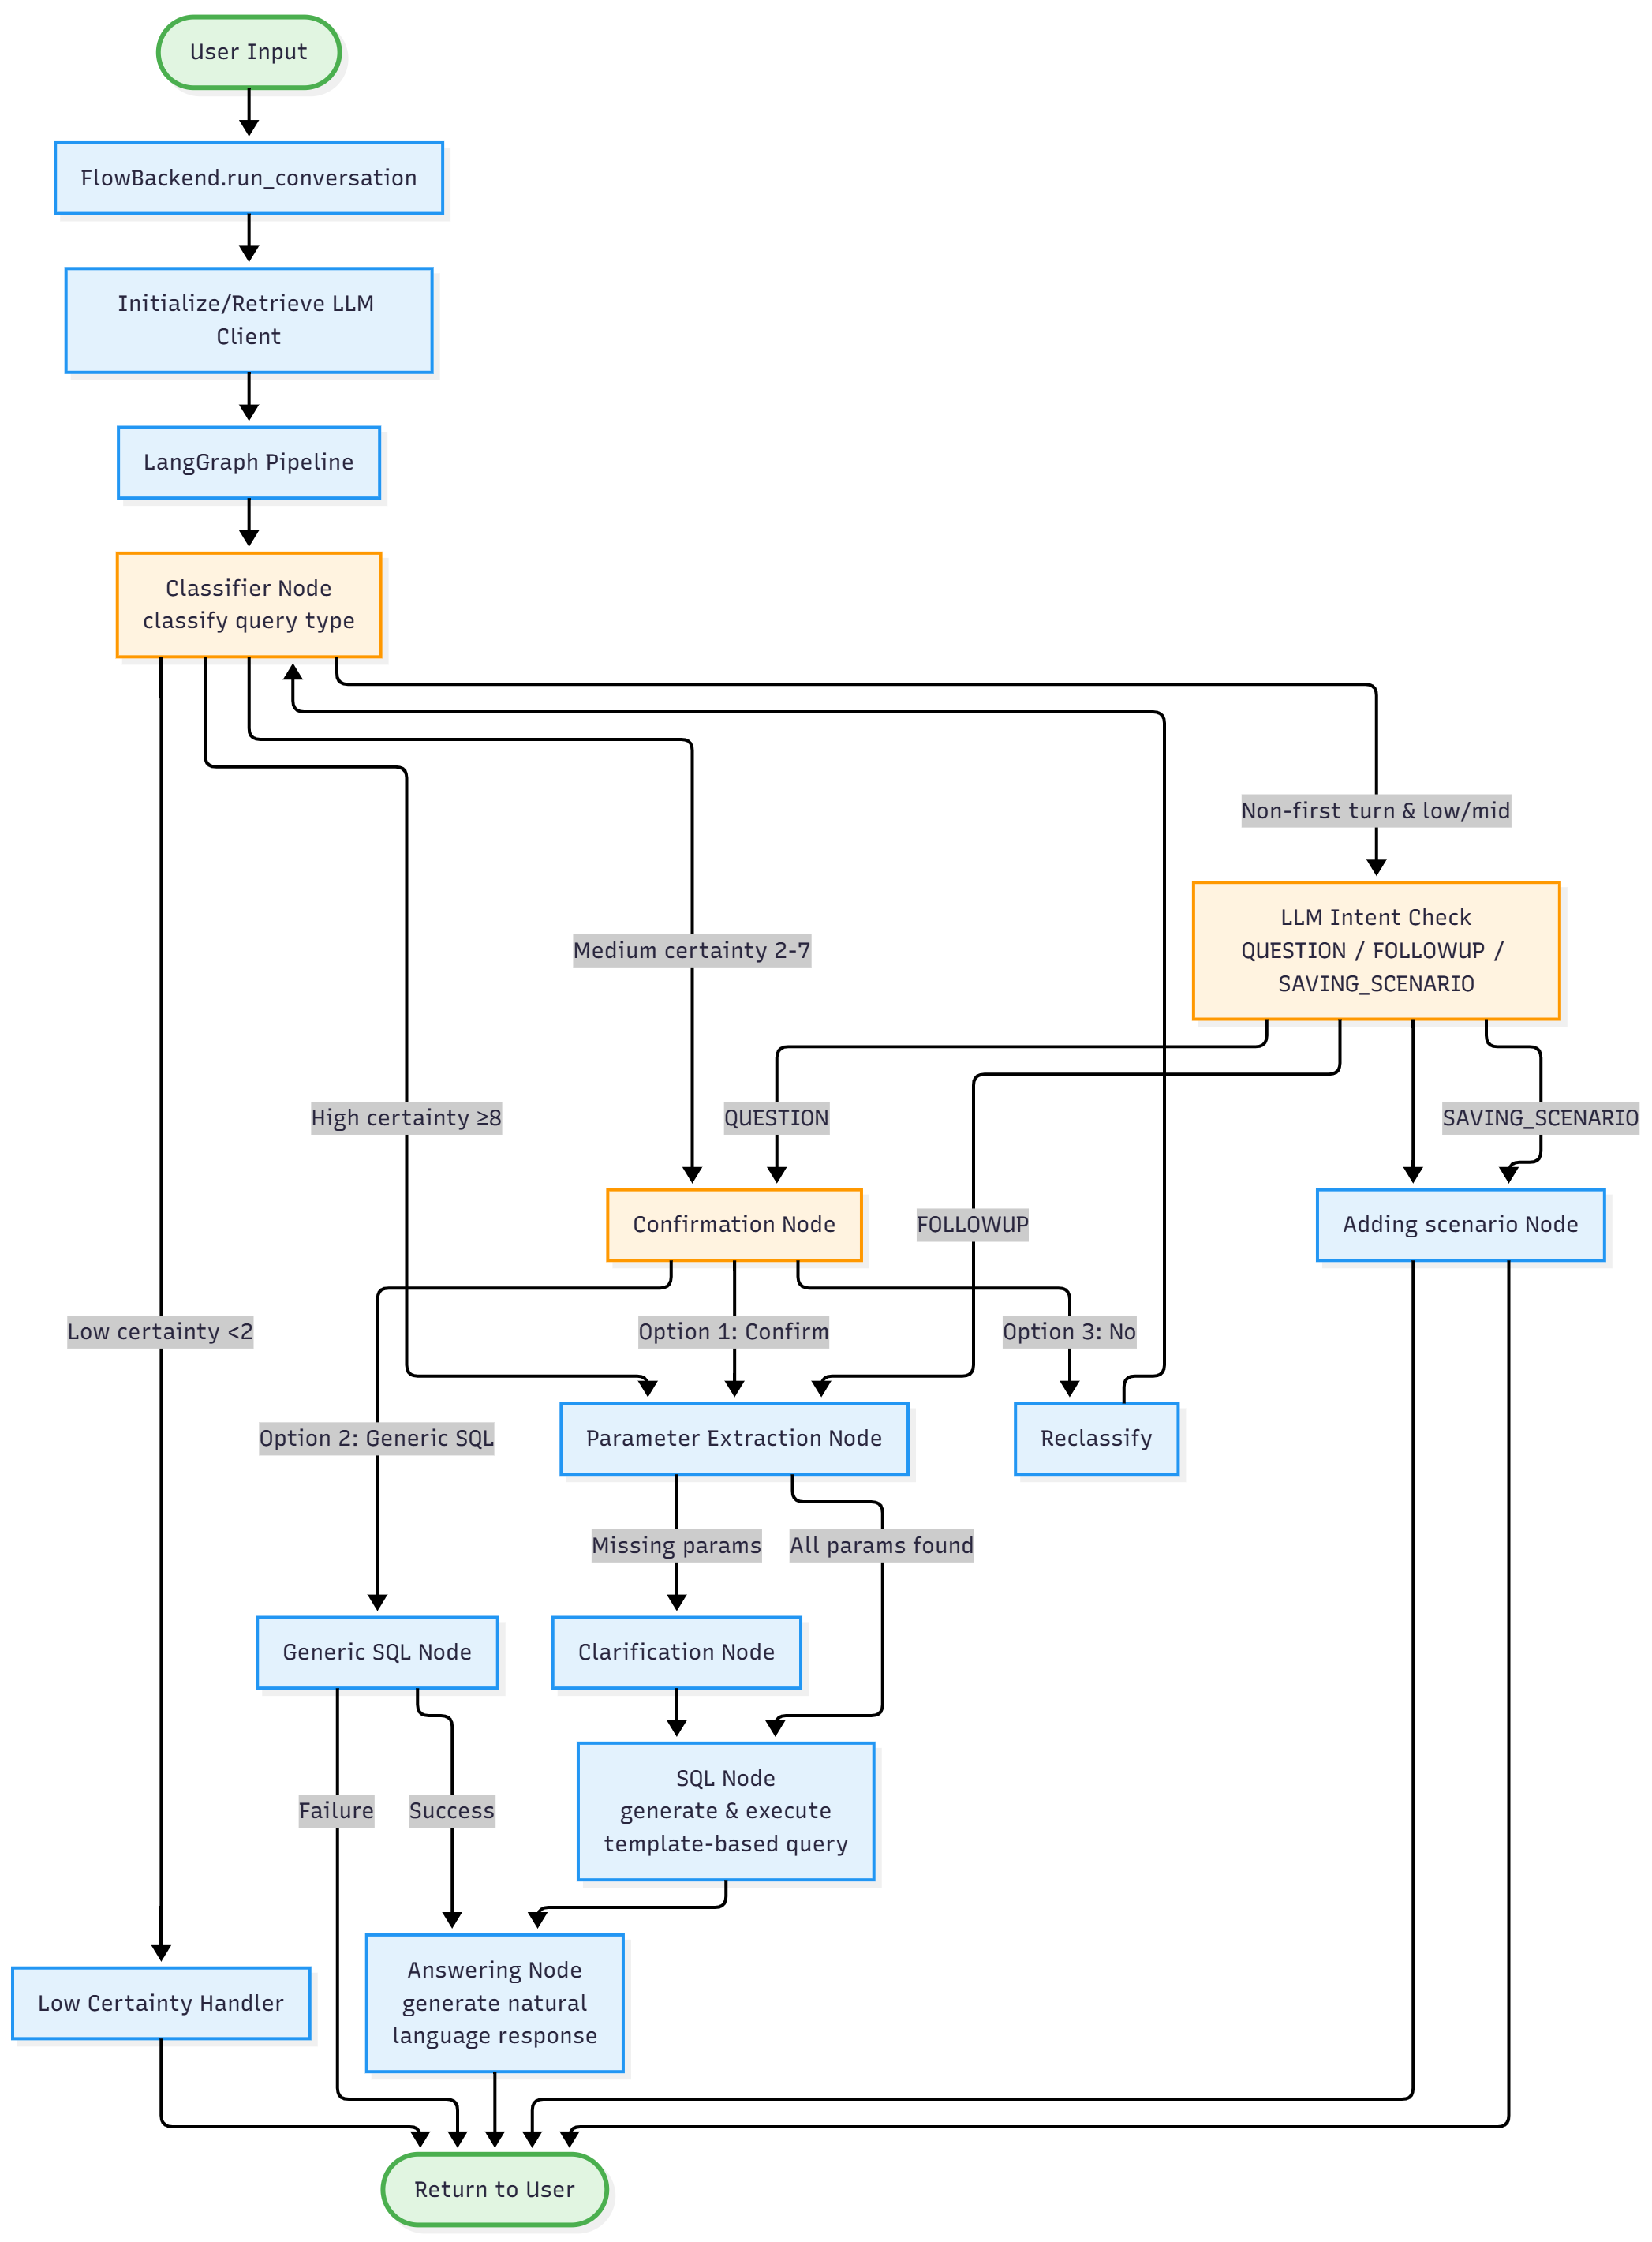 User Input
FlowBackend.run_conversation
Initialize/Retrieve LLM
Client
LangGraph Pipeline
Classifier Node
classify query type
Non-first turn & low/mid
LLM Intent Check
QUESTION / FOLLOWUP /
SAVING_SCENARIO
Medium certainty 2-7
High certainty ≥8
QUESTION
SAVING_SCENARIO
Confirmation Node
FOLLOWUP
Adding scenario Node
Low certainty <2
Option 1: Confirm
Option 3: No
Option 2: Generic SQL
Parameter Extraction Node
Reclassify
Missing params
All params found
Generic SQL Node
Clarification Node
Failure
Success
SQL Node
generate & execute
template-based query
Low Certainty Handler
Answering Node
generate natural
language response
Return to User